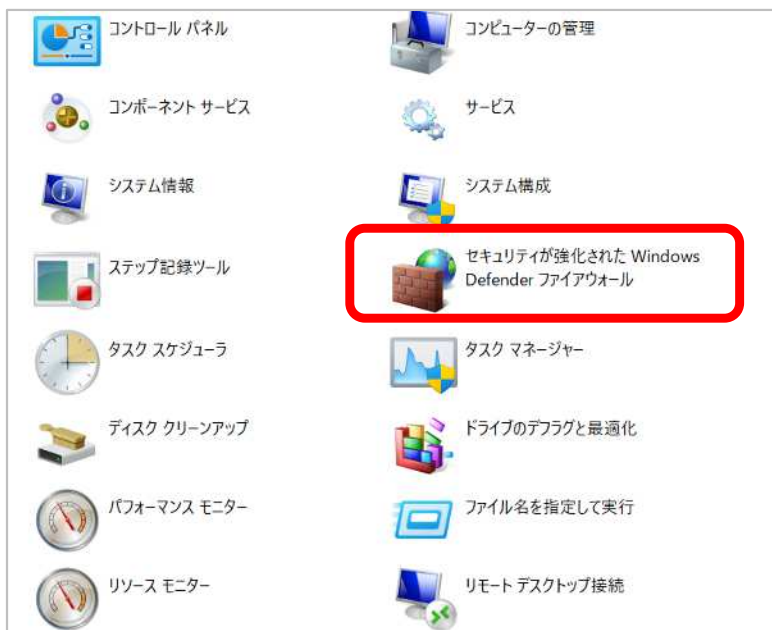 コントロール パネル
コンピューターの管理
コンポーネント サービス
サービス
システム情報
システム構成
ステップ記録ツール
セキュリティが強化された Windows
Defender ファイアウォール
タスク スケジューラ
タスク マネージャー
ディスク クリーンアップ
ドライブのデフラグと最適化
パフォーマンス モニター
ファイル名を指定して実行
リソース モニター
リモート デスクトップ接続